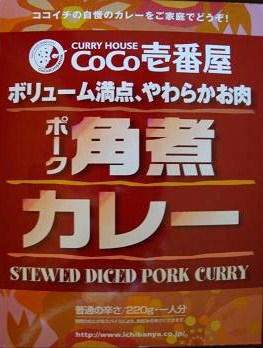 ココイチの自慢のカレーをご家庭でどうぞ!
CURRY HOUSE
CoCo壱番屋
ボリューム満点、やわらかお肉
ポーク
角煮
カレー
STEWED DICED PORK CURRY
普通の辛さ/220g・一人分
http://www.ichibanya.co.jp/